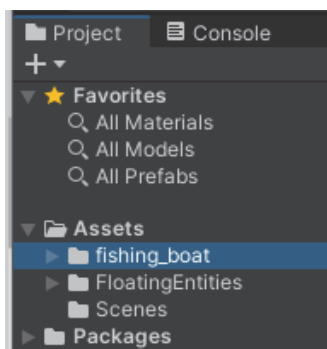 Project Console
Favorites
All Materials
All Models
All Prefabs
Assets
fishing_boat
FloatingEntities
Scenes
Packages